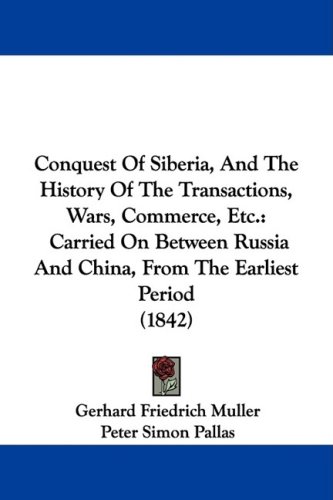 Conquest Of Siberia, And The
History Of The Transactions,
Wars, Commerce, Etc.:
Carried On Between Russia
And China, From The Earliest
Period
(1842)
Gerhard Friedrich Muller
Peter Simon Pallas